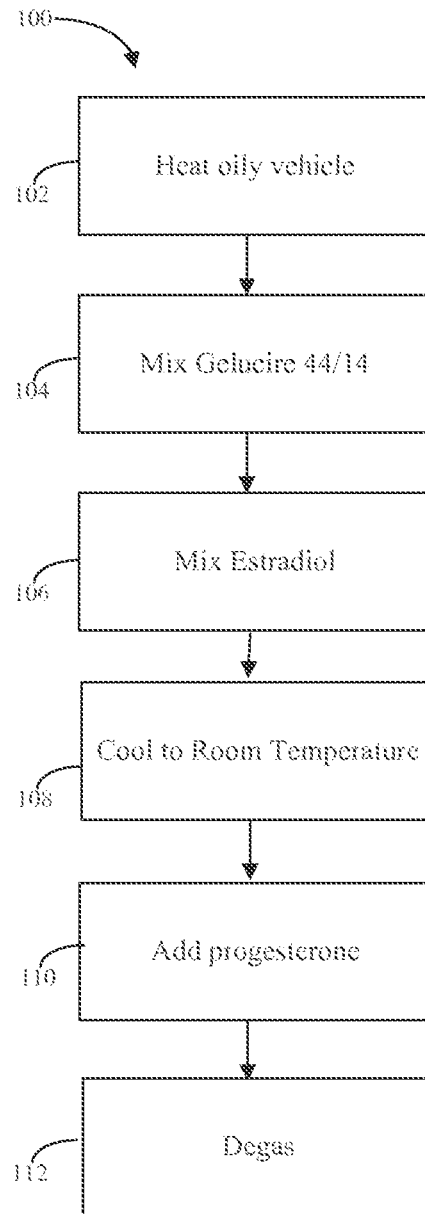 100
Heat oily vehicle
102
Mix Gelucire 44/14
104
Mix Estradiol
106
Cool to Room Temperature
108
Add progesterone
110
Degas
112